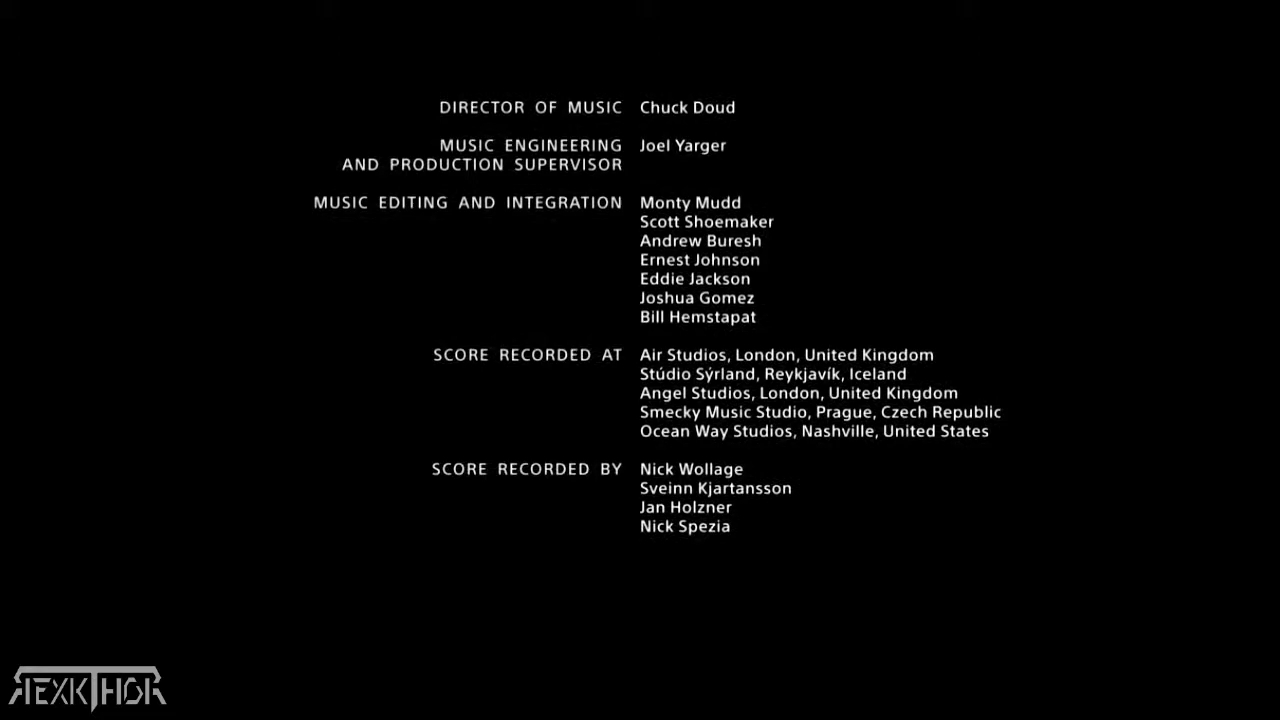 DIRECTOR OF MUSIC Chuck Doud
MUSIC ENGINEERING Joel Yarger
AND PRODUCTION SUPERVISOR
MUSIC EDITING AND INTEGRATION Monty Mudd
Scott Shoemaker
Andrew Buresh
Ernest Johnson
Eddie Jackson
Joshua Gomez
Bill Hemstapat
SCORE RECORDED AT Air Studios, London, United Kingdom
Stúdio Sýrland, Reykjavík, Iceland
Angel Studios, London, United Kingdom
Smecky Music Studio, Prague, Czech Republic
Ocean Way Studios, Nashville, United States
SCORE RECORDED BY Nick Wollage
Sveinn Kjartansson
Jan Holzner
Nick Spezia